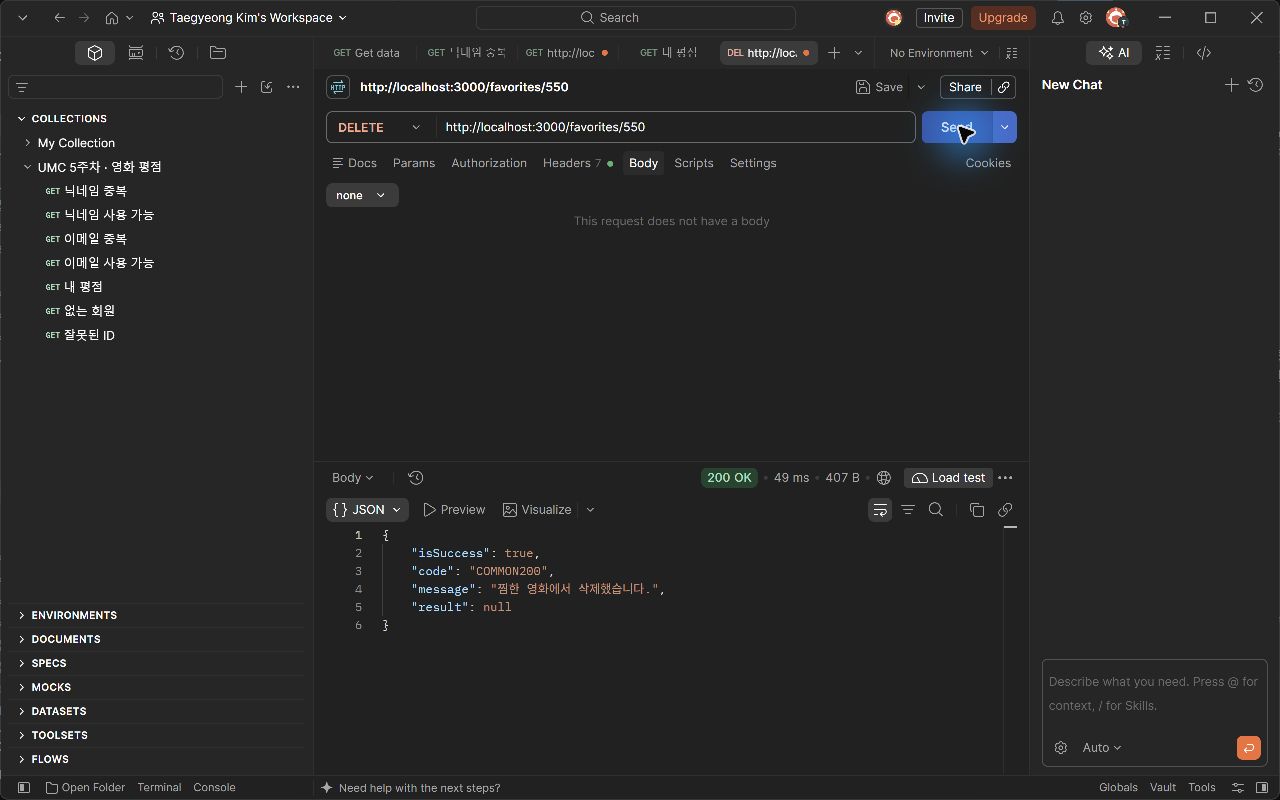 Taegyeong Kim's Workspace
Search
Invite
Upgrade
GET Get data
GET 닉네임 중복
GET http://loc
GET 내 평점
DEL http://loc.
No Environment
AI
http://localhost:3000/favorites/550
Save
Share
New Chat
COLLECTIONS
My Collection
UMC 5주차 · 영화 평점
GET 닉네임 중복
GET 닉네임 사용 가능
GET 이메일 중복
GET 이메일 사용 가능
GET 내 평점
GET 없는 회원
GET 잘못된 ID
DELETE
http://localhost:3000/favorites/550
Send
Docs
Params
Authorization
Headers 7
Body
Scripts
Settings
Cookies
none
This request does not have a body
Body
200 OK
49 ms
407 B
Load test
{} JSON
Preview
Visualize
1 {
2 "isSuccess": true,
3 "code": "COMMON200",
4 "message": "찜한 영화에서 삭제했습니다.",
5 "result": null
6 }
ENVIRONMENTS
DOCUMENTS
SPECS
MOCKS
DATASETS
TOOLSETS
FLOWS
Describe what you need. Press @ for
context, / for Skills.
Auto
Open Folder
Terminal
Console
Need help with the next steps?
Globals
Vault
Tools